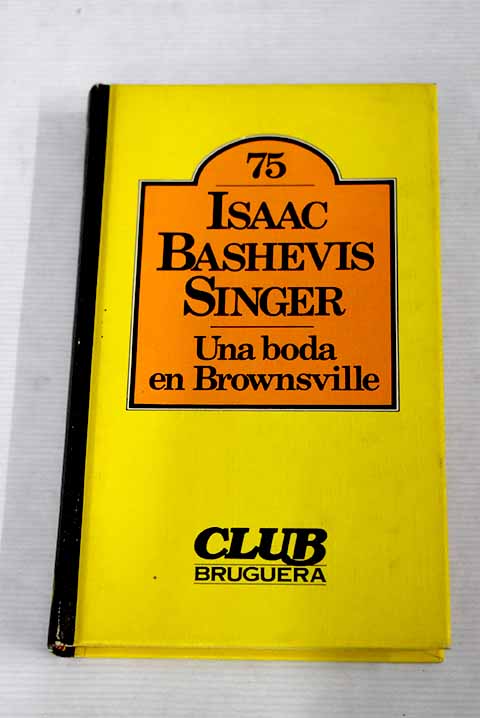 75
ISAAC
BASHEVIS
SINGER
Una boda
en Brownsville
CLUB
BRUGUERA